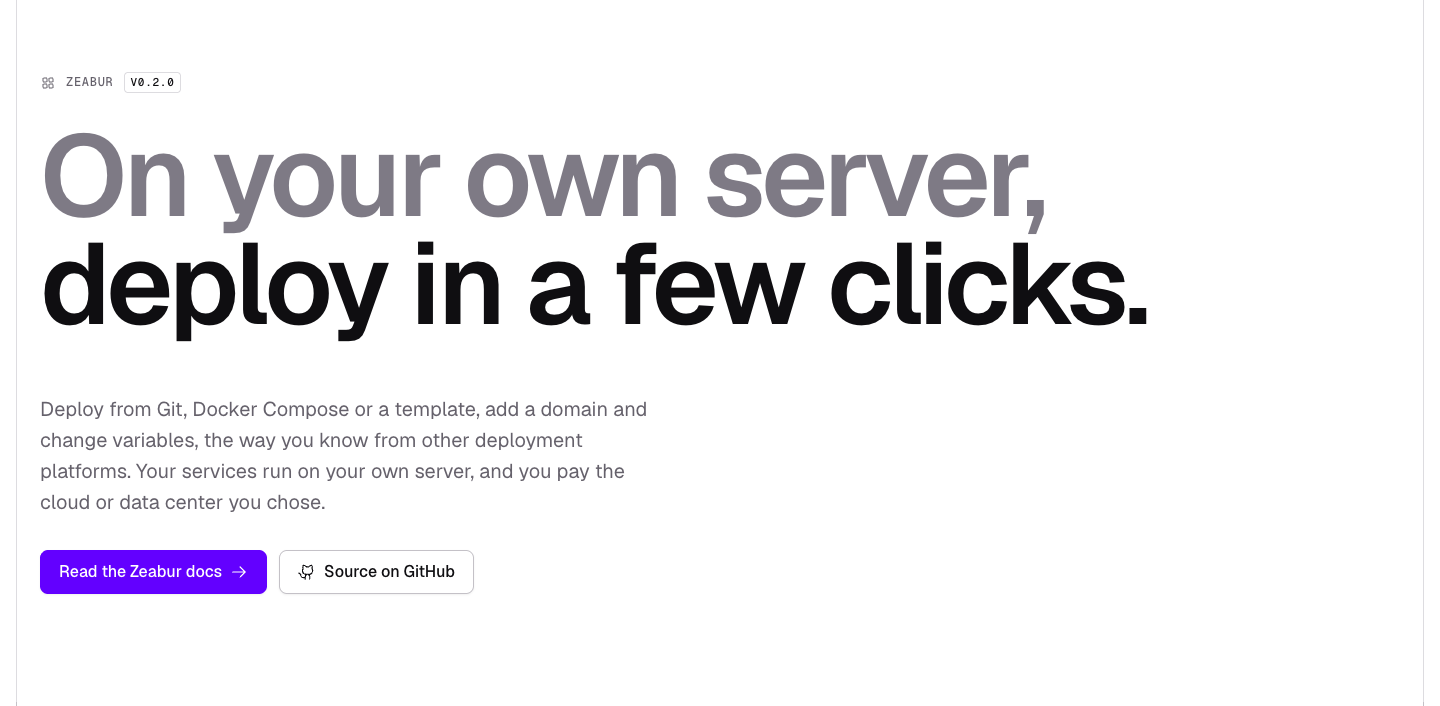 ZEABUR V0.2.0
On your own server,
deploy in a few clicks.
Deploy from Git, Docker Compose or a template, add a domain and
change variables, the way you know from other deployment
platforms. Your services run on your own server, and you pay the
cloud or data center you chose.
Read the Zeabur docs →
Source on GitHub